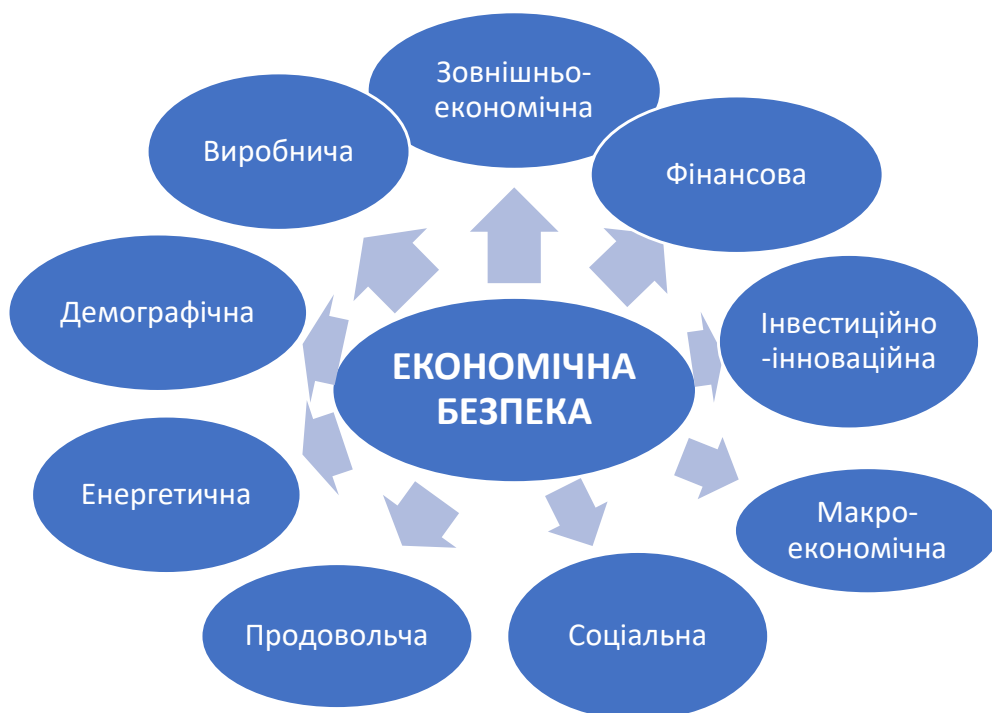 Зовнішньо-
економічна
Виробнича
Фінансова
Демографічна
Інвестиційно
-інноваційна
ЕКОНОМІЧНА
БЕЗПЕКА
Енергетична
Макро-
економічна
Продовольча
Соціальна